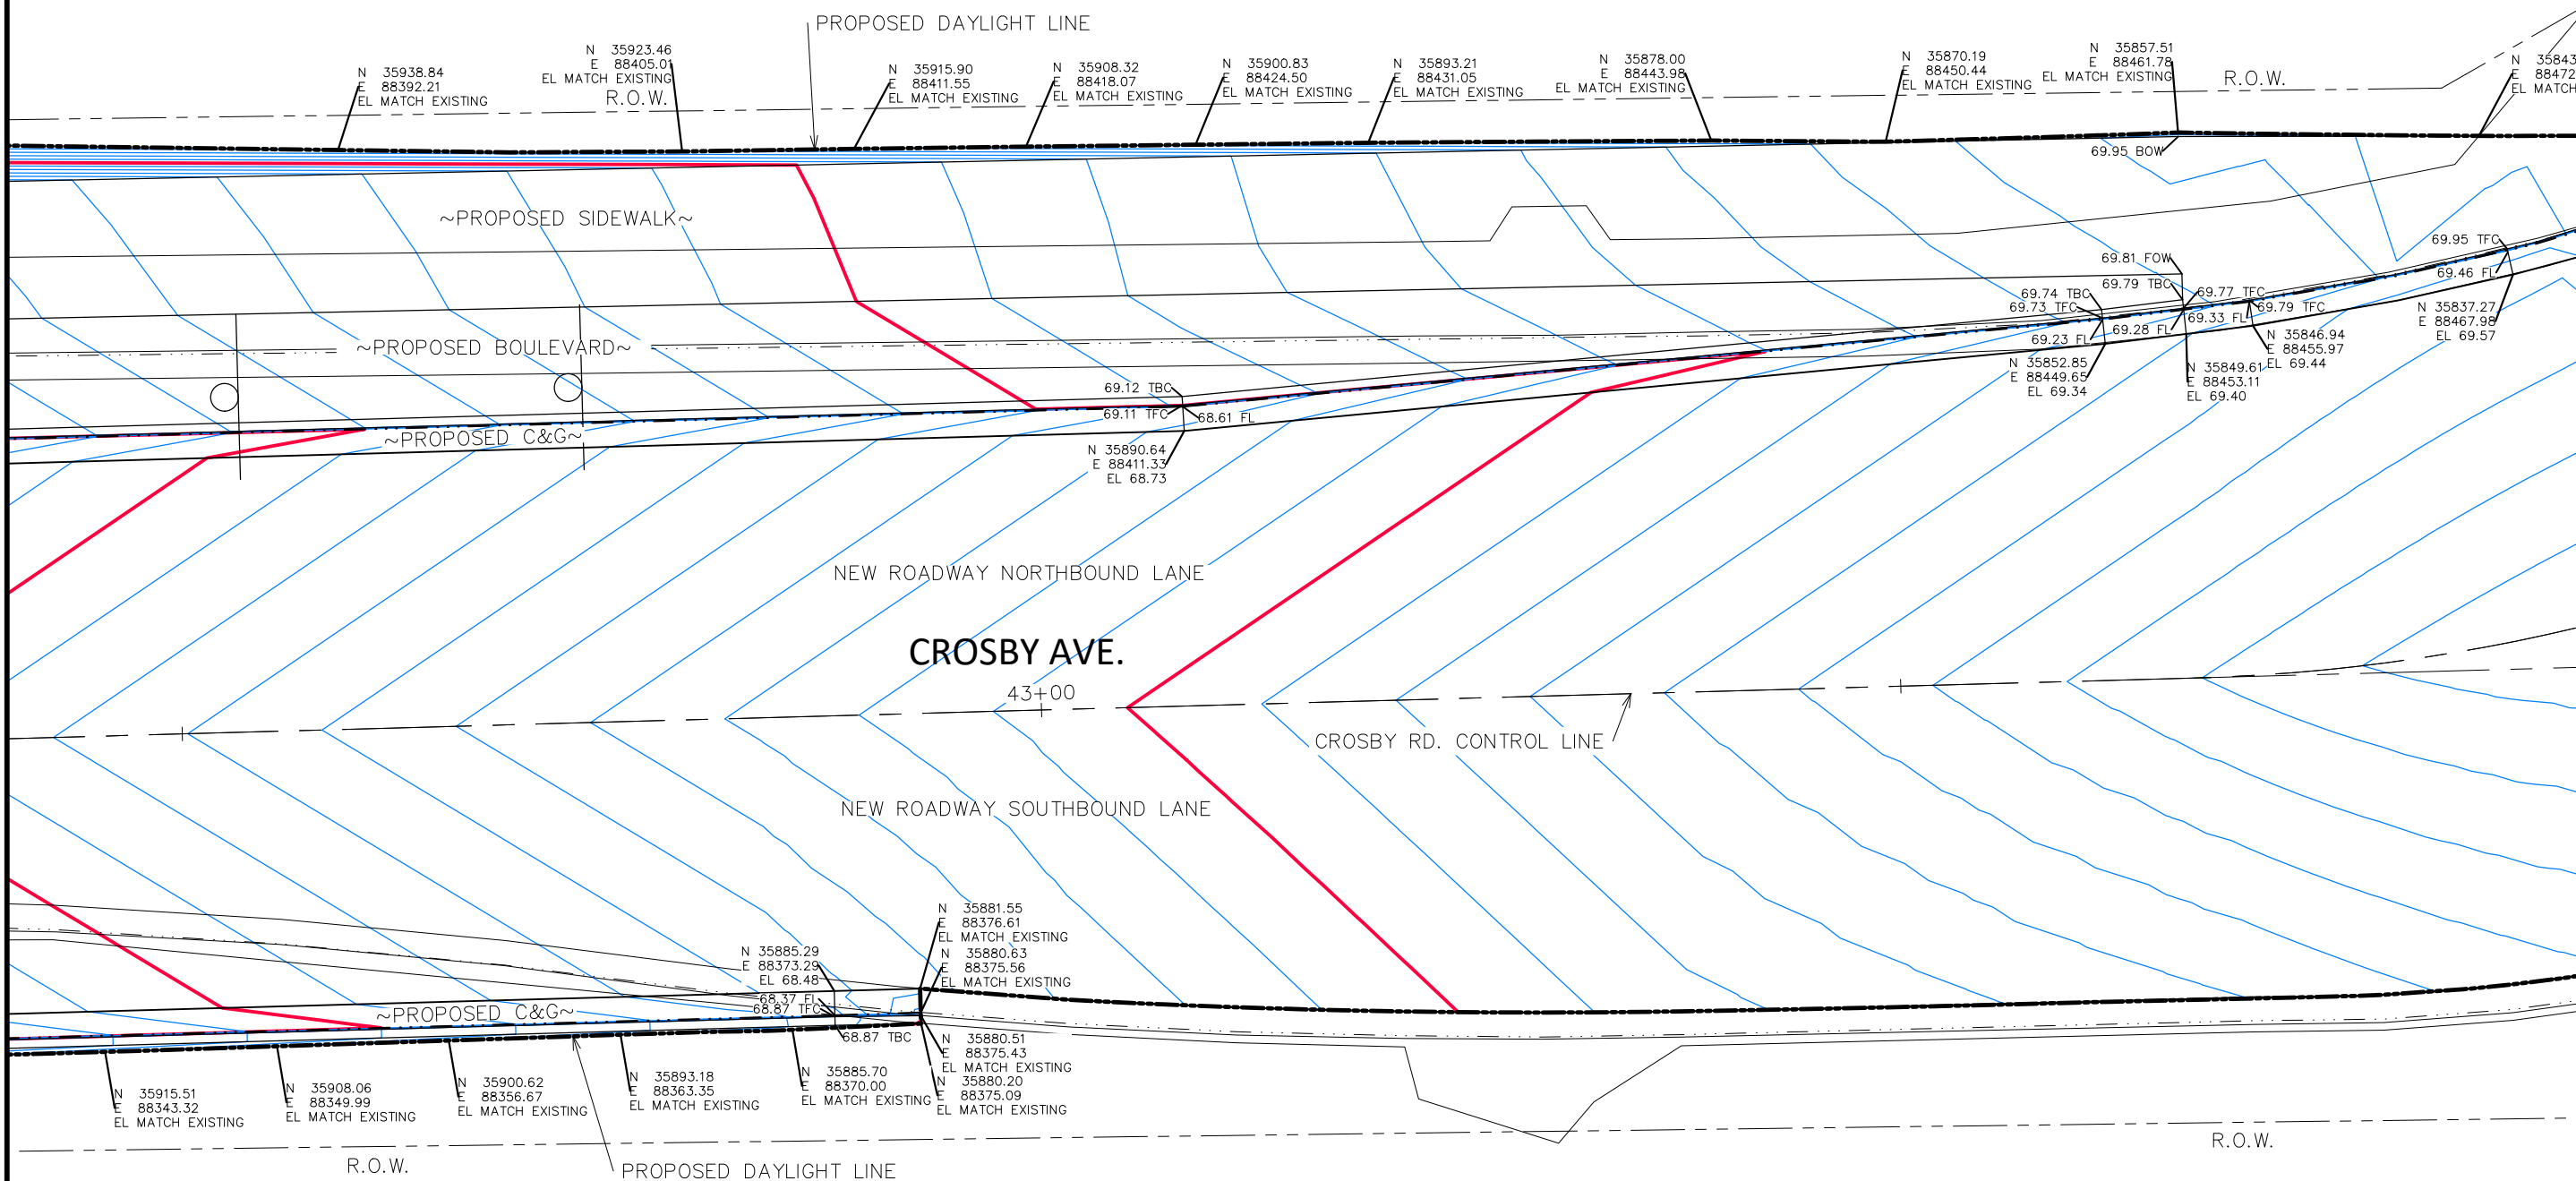 PROPOSED DAYLIGHT LINE
N 35938.84
E 88392.21
EL MATCH EXISTING
N 35923.46
E 88405.01
EL MATCH EXISTING
R.O.W.
N 35915.90
E 88411.55
EL MATCH EXISTING
N 35908.32
E 88418.07
EL MATCH EXISTING
N 35900.83
E 88424.50
EL MATCH EXISTING
N 35893.21
E 88431.05
EL MATCH EXISTING
N 35878.00
E 88443.98
EL MATCH EXISTING
N 35870.19
E 88450.44
EL MATCH EXISTING
N 35857.51
E 88461.78
EL MATCH EXISTING
R.O.W.
N 35843
E 88472
EL MATCH
69.95 BOW
~PROPOSED SIDEWALK~
69.95 TFC
69.46 FL
69.81 FOW
69.79 TBC
69.77 TFC
69.74 TBC
69.73 TFC
69.79 TFC
69.33 FL
69.28 FL
69.23 FL
N 35837.27
E 88467.98
EL 69.57
N 35846.94
E 88455.97
EL 69.44
N 35849.61
E 88453.11
EL 69.40
N 35852.85
E 88449.65
EL 69.34
~PROPOSED BOULEVARD~
69.12 TBC
69.11 TFC
68.61 FL
~PROPOSED C&G~
N 35890.64
E 88411.33
EL 68.73
NEW ROADWAY NORTHBOUND LANE
CROSBY AVE.
43+00
CROSBY RD. CONTROL LINE
NEW ROADWAY SOUTHBOUND LANE
N 35881.55
E 88376.61
EL MATCH EXISTING
N 35885.29
E 88373.29
EL 68.48
N 35880.63
E 88375.56
EL MATCH EXISTING
68.37 FL
68.87 TFC
68.87 TBC
~PROPOSED C&G~
N 35880.51
E 88375.43
EL MATCH EXISTING
N 35880.20
E 88375.09
EL MATCH EXISTING
N 35915.51
E 88343.32
EL MATCH EXISTING
N 35908.06
E 88349.99
EL MATCH EXISTING
N 35900.62
E 88356.67
EL MATCH EXISTING
N 35893.18
E 88363.35
EL MATCH EXISTING
N 35885.70
E 88370.00
EL MATCH EXISTING
R.O.W.
PROPOSED DAYLIGHT LINE
R.O.W.